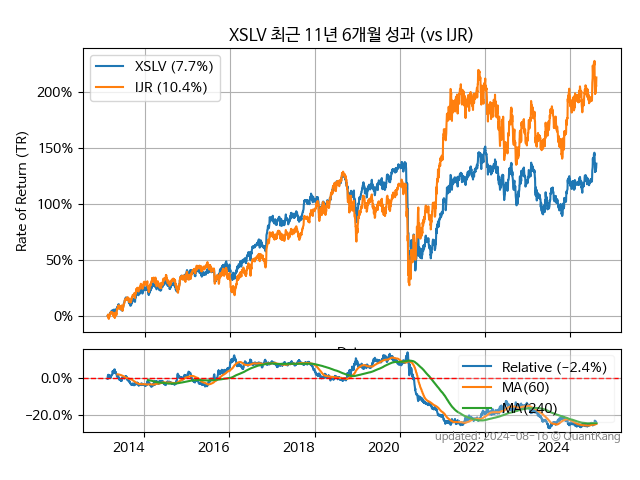 XSLV 최근 11년 6개월 성과 (vs IJR)
XSLV (7.7%)
IJR (10.4%)
Rate of Return (TR)
200%
150%
100%
50%
0%
Relative (−2.4%)
MA(60)
MA(240)
0.0%
−20.0%
2014 2016 2018 2020 2022 2024
updated: 2024-08-16 © QuantKang